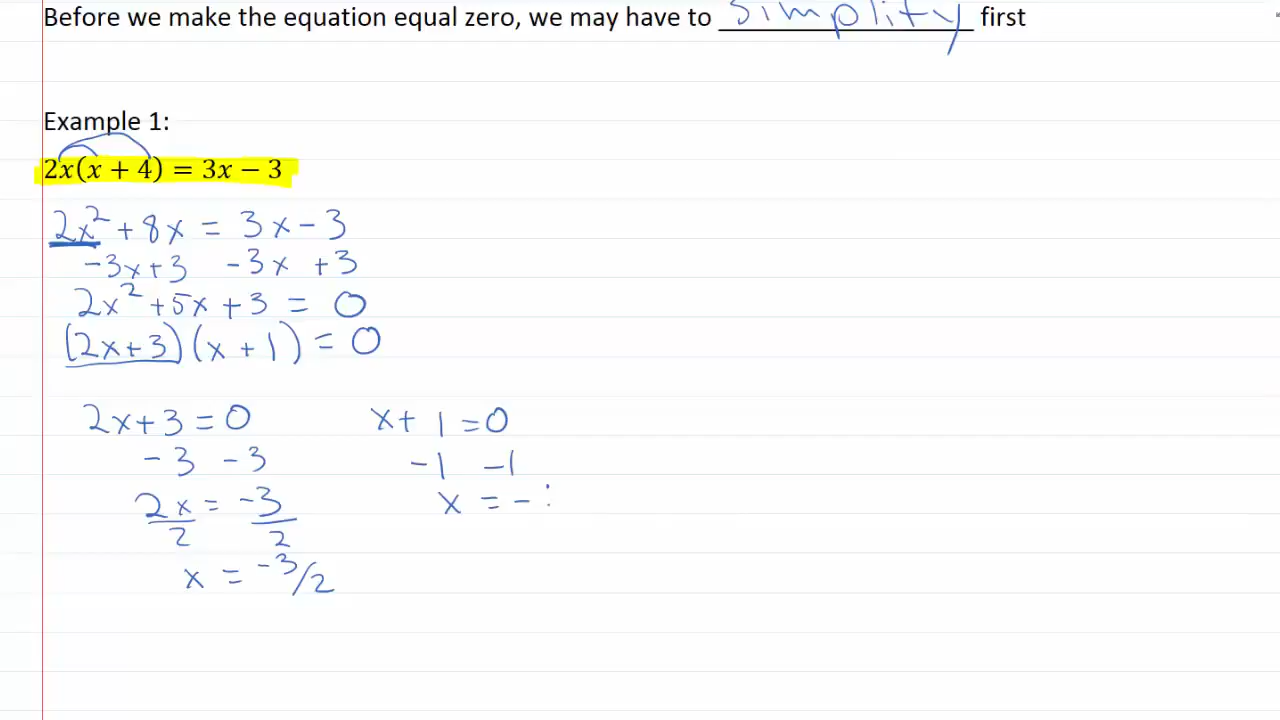 Before we make the equation equal zero, we may have to simplify first
Example 1:
2x(x + 4) = 3x − 3
2x² + 8x = 3x − 3
−3x + 3 −3x + 3
2x² + 5x + 3 = 0
(2x + 3)(x + 1) = 0
2x + 3 = 0 x + 1 = 0
−3 −3 −1 −1
2x = −3 x = −
2 2
x = −3/2